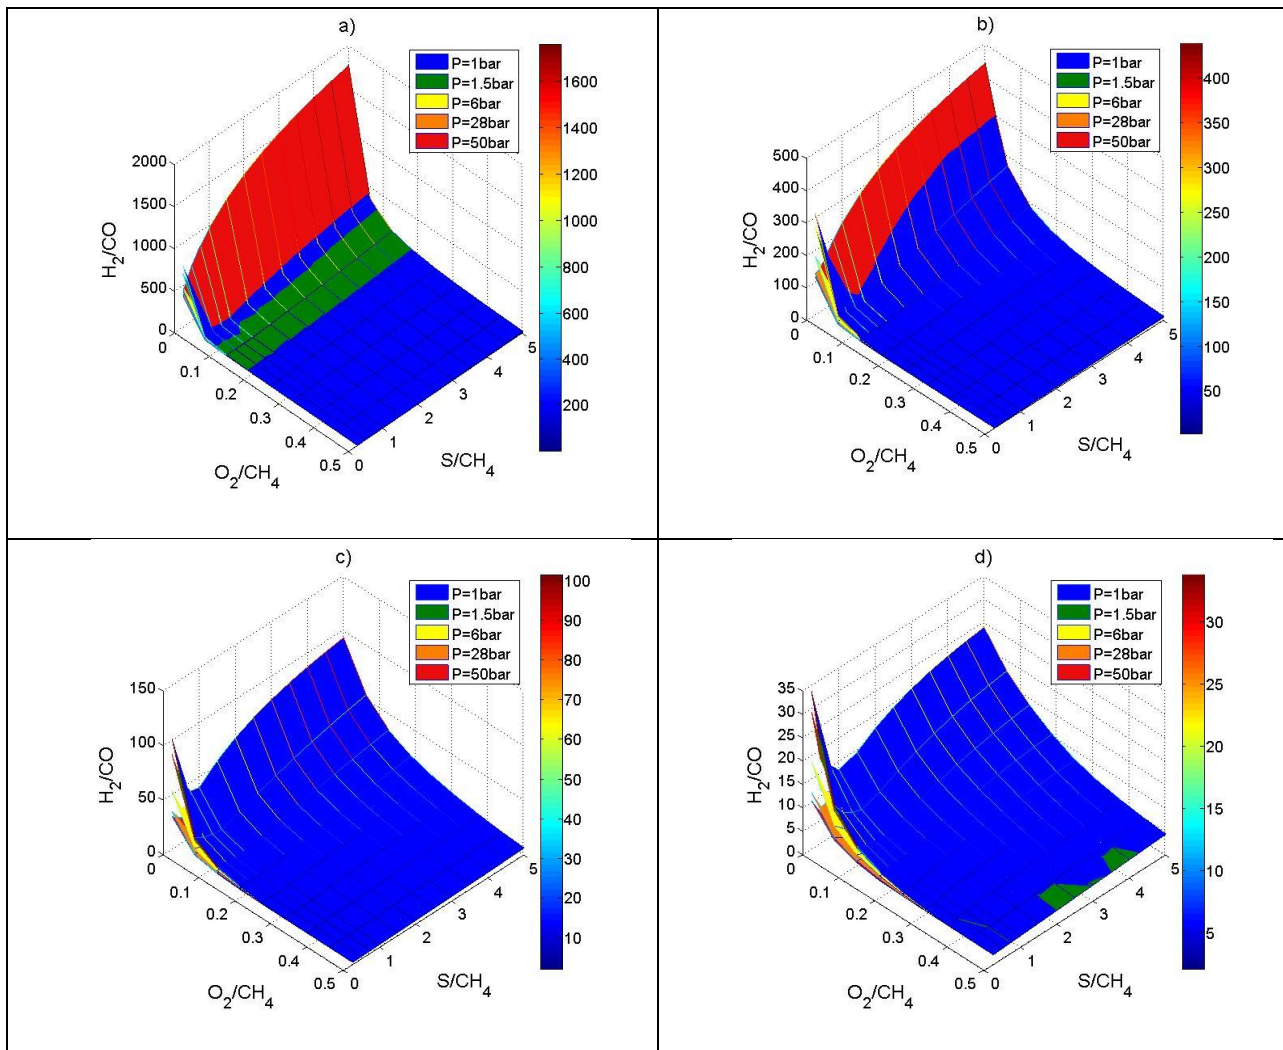 a)
P=1bar
P=1.5bar
P=6bar
P=28bar
P=50bar
2000
1500
1000
500
0
H2/CO
0
0.1
0.2
0.3
0.4
0.5
O2/CH4
0
1
2
3
4
5
S/CH4
1600
1400
1200
1000
800
600
400
200
b)
P=1bar
P=1.5bar
P=6bar
P=28bar
P=50bar
500
400
300
200
100
0
H2/CO
0
0.1
0.2
0.3
0.4
0.5
O2/CH4
0
1
2
3
4
5
S/CH4
400
350
300
250
200
150
100
50
c)
P=1bar
P=1.5bar
P=6bar
P=28bar
P=50bar
150
100
50
0
H2/CO
0
0.1
0.2
0.3
0.4
0.5
O2/CH4
0
1
2
3
4
5
S/CH4
100
90
80
70
60
50
40
30
20
10
d)
P=1bar
P=1.5bar
P=6bar
P=28bar
P=50bar
35
30
25
20
15
10
5
0
H2/CO
0
0.1
0.2
0.3
0.4
0.5
O2/CH4
0
1
2
3
4
5
S/CH4
30
25
20
15
10
5